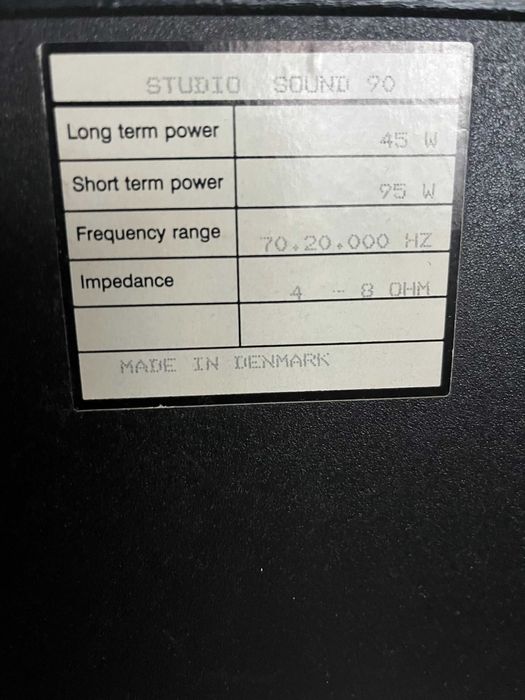 STUDIO SOUND 90
Long term power 45 W
Short term power 95 W
Frequency range 70.20.000 HZ
Impedance 4 - 8 OHM
MADE IN DENMARK